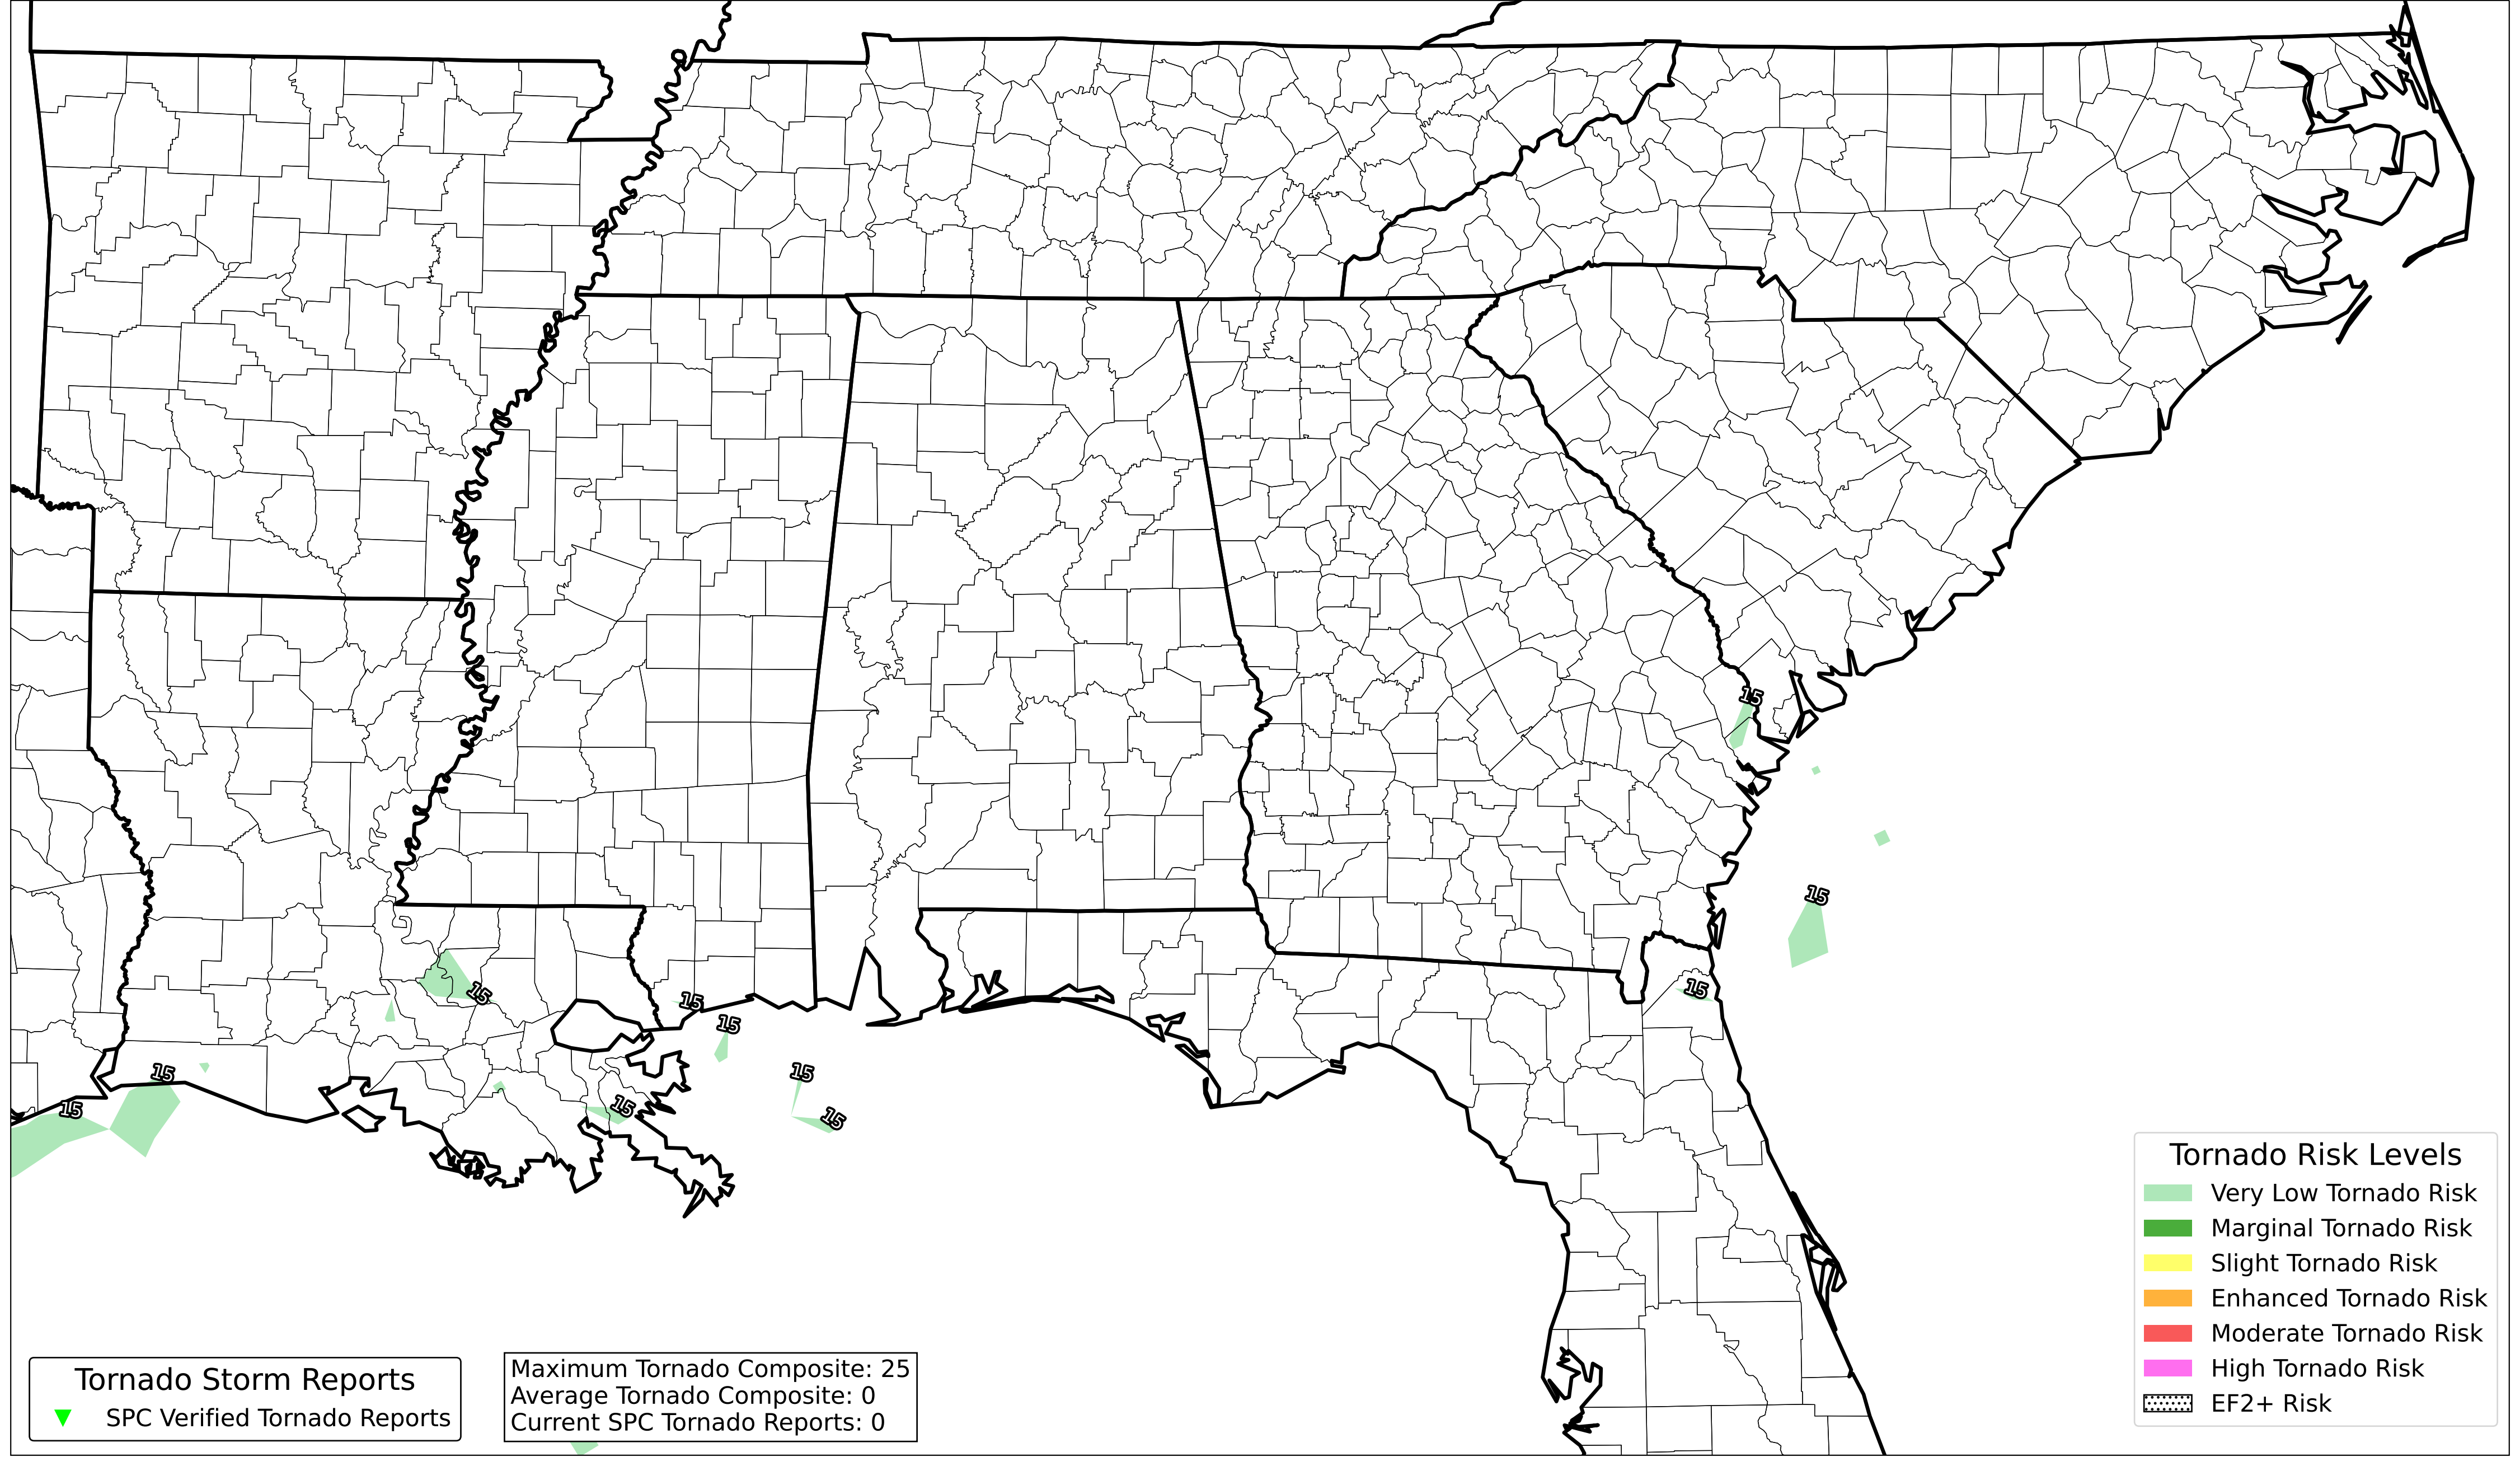 15
15
15
15
15
15
15
15
15
15
15
Tornado Risk Levels
Very Low Tornado Risk
Marginal Tornado Risk
Slight Tornado Risk
Enhanced Tornado Risk
Moderate Tornado Risk
High Tornado Risk
EF2+ Risk
Tornado Storm Reports
SPC Verified Tornado Reports
Maximum Tornado Composite: 25
Average Tornado Composite: 0
Current SPC Tornado Reports: 0